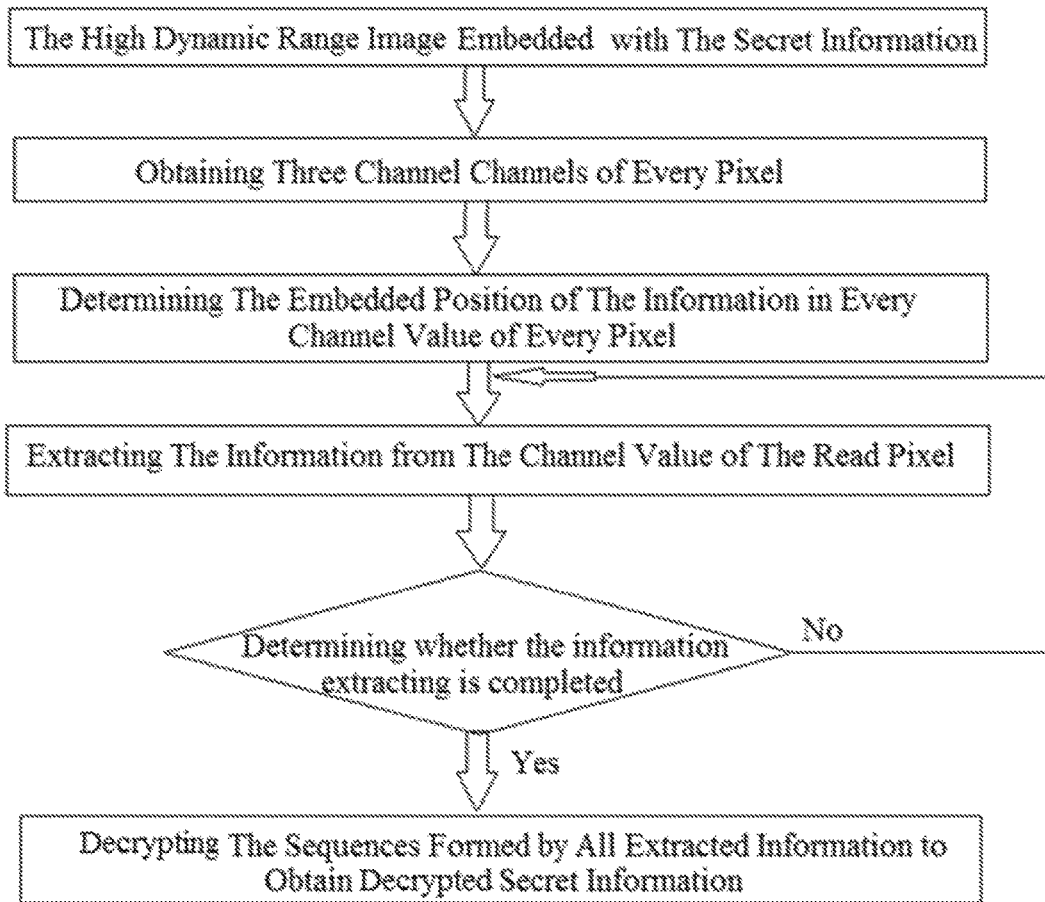 The High Dynamic Range Image Embedded with The Secret Information
Obtaining Three Channel Channels of Every Pixel
Determining The Embedded Position of The Information in Every
Channel Value of Every Pixel
Extracting The Information from The Channel Value of The Read Pixel
Determining whether the information
extracting is completed
No
Yes
Decrypting The Sequences Formed by All Extracted Information to
Obtain Decrypted Secret Information